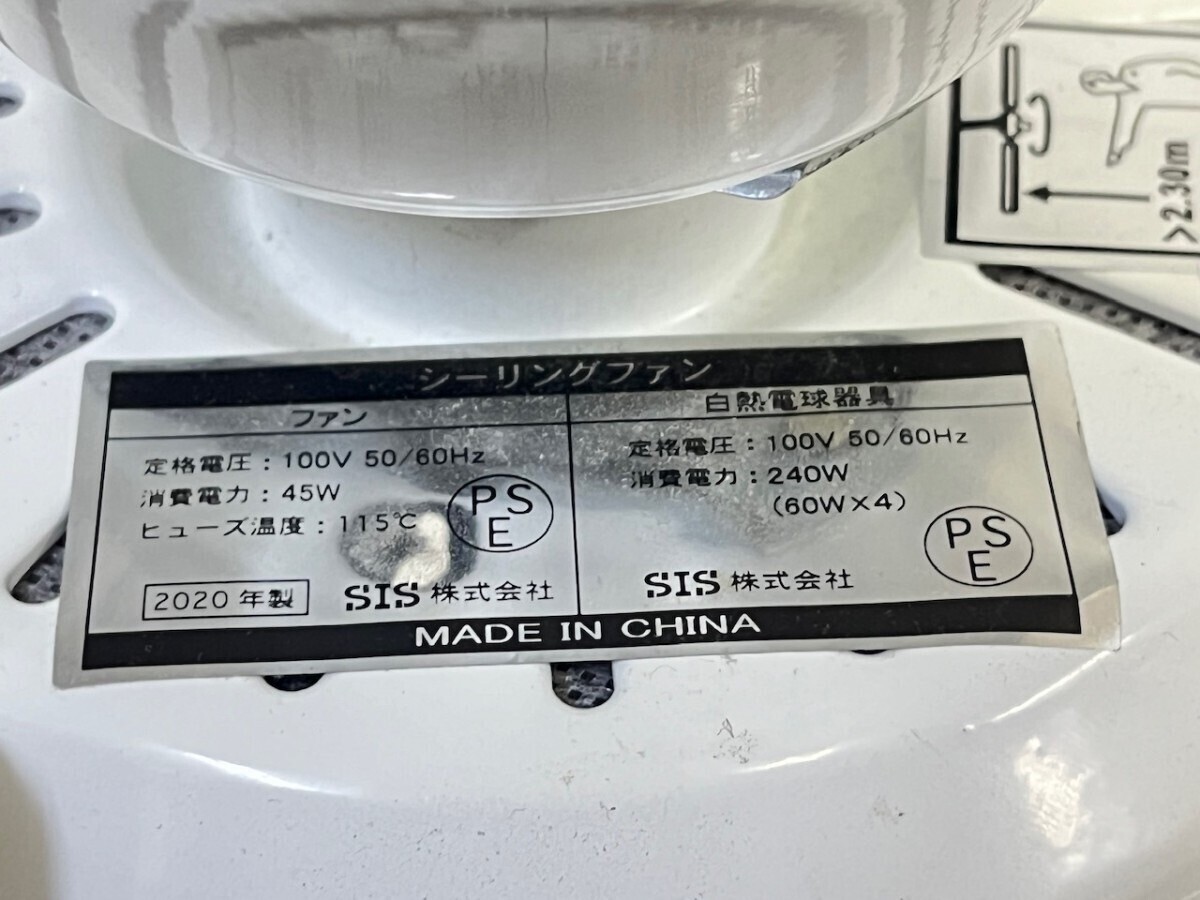 >2.30m
シーリングファン
ファン
定格電圧：100V 50/60Hz
消費電力：45W
ヒューズ温度：115℃
PS
E
2020年製
SIS 株式会社
白熱電球器具
定格電圧：100V 50/60Hz
消費電力：240W
（60W×4）
PS
E
SIS 株式会社
MADE IN CHINA